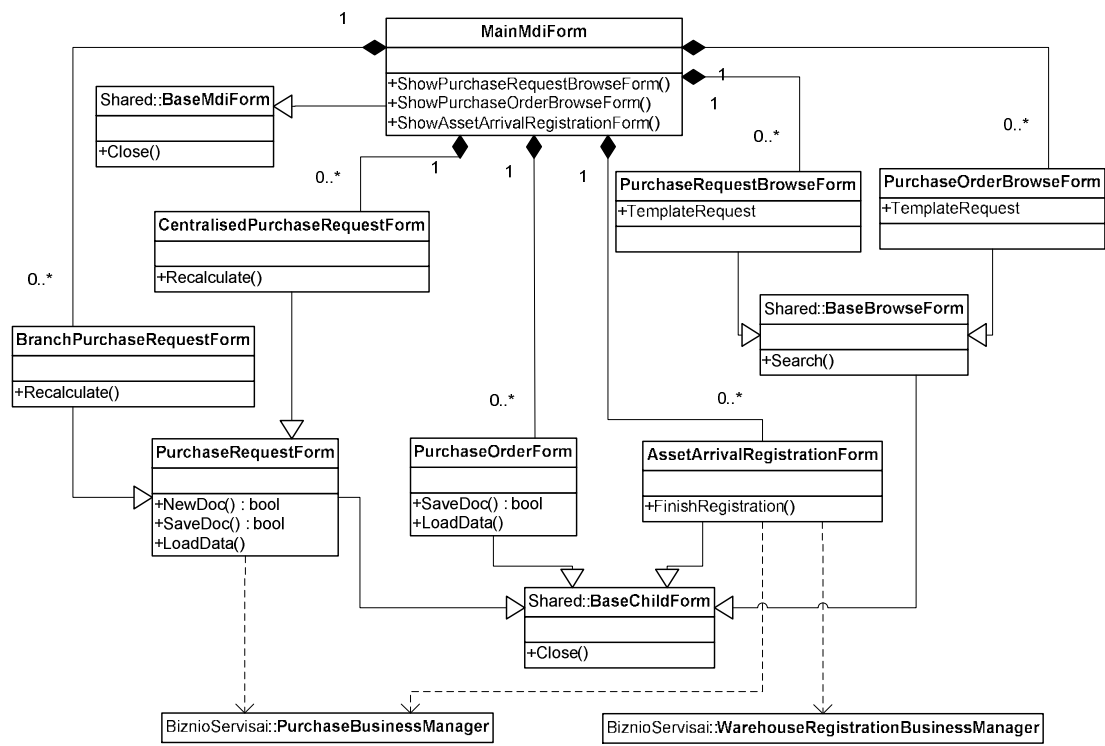 1
MainMdiForm
+ShowPurchaseRequestBrowseForm()
+ShowPurchaseOrderBrowseForm()
+ShowAssetArrivalRegistrationForm()
1
1
Shared::BaseMdiForm
+Close()
0..*
0..*
1
1
1
0..*
PurchaseRequestBrowseForm
+TemplateRequest
PurchaseOrderBrowseForm
+TemplateRequest
CentralisedPurchaseRequestForm
+Recalculate()
0..*
Shared::BaseBrowseForm
+Search()
BranchPurchaseRequestForm
+Recalculate()
0..*
0..*
PurchaseRequestForm
+NewDoc() : bool
+SaveDoc() : bool
+LoadData()
PurchaseOrderForm
+SaveDoc() : bool
+LoadData()
AssetArrivalRegistrationForm
+FinishRegistration()
Shared::BaseChildForm
+Close()
BiznioServisai::PurchaseBusinessManager
BiznioServisai::WarehouseRegistrationBusinessManager